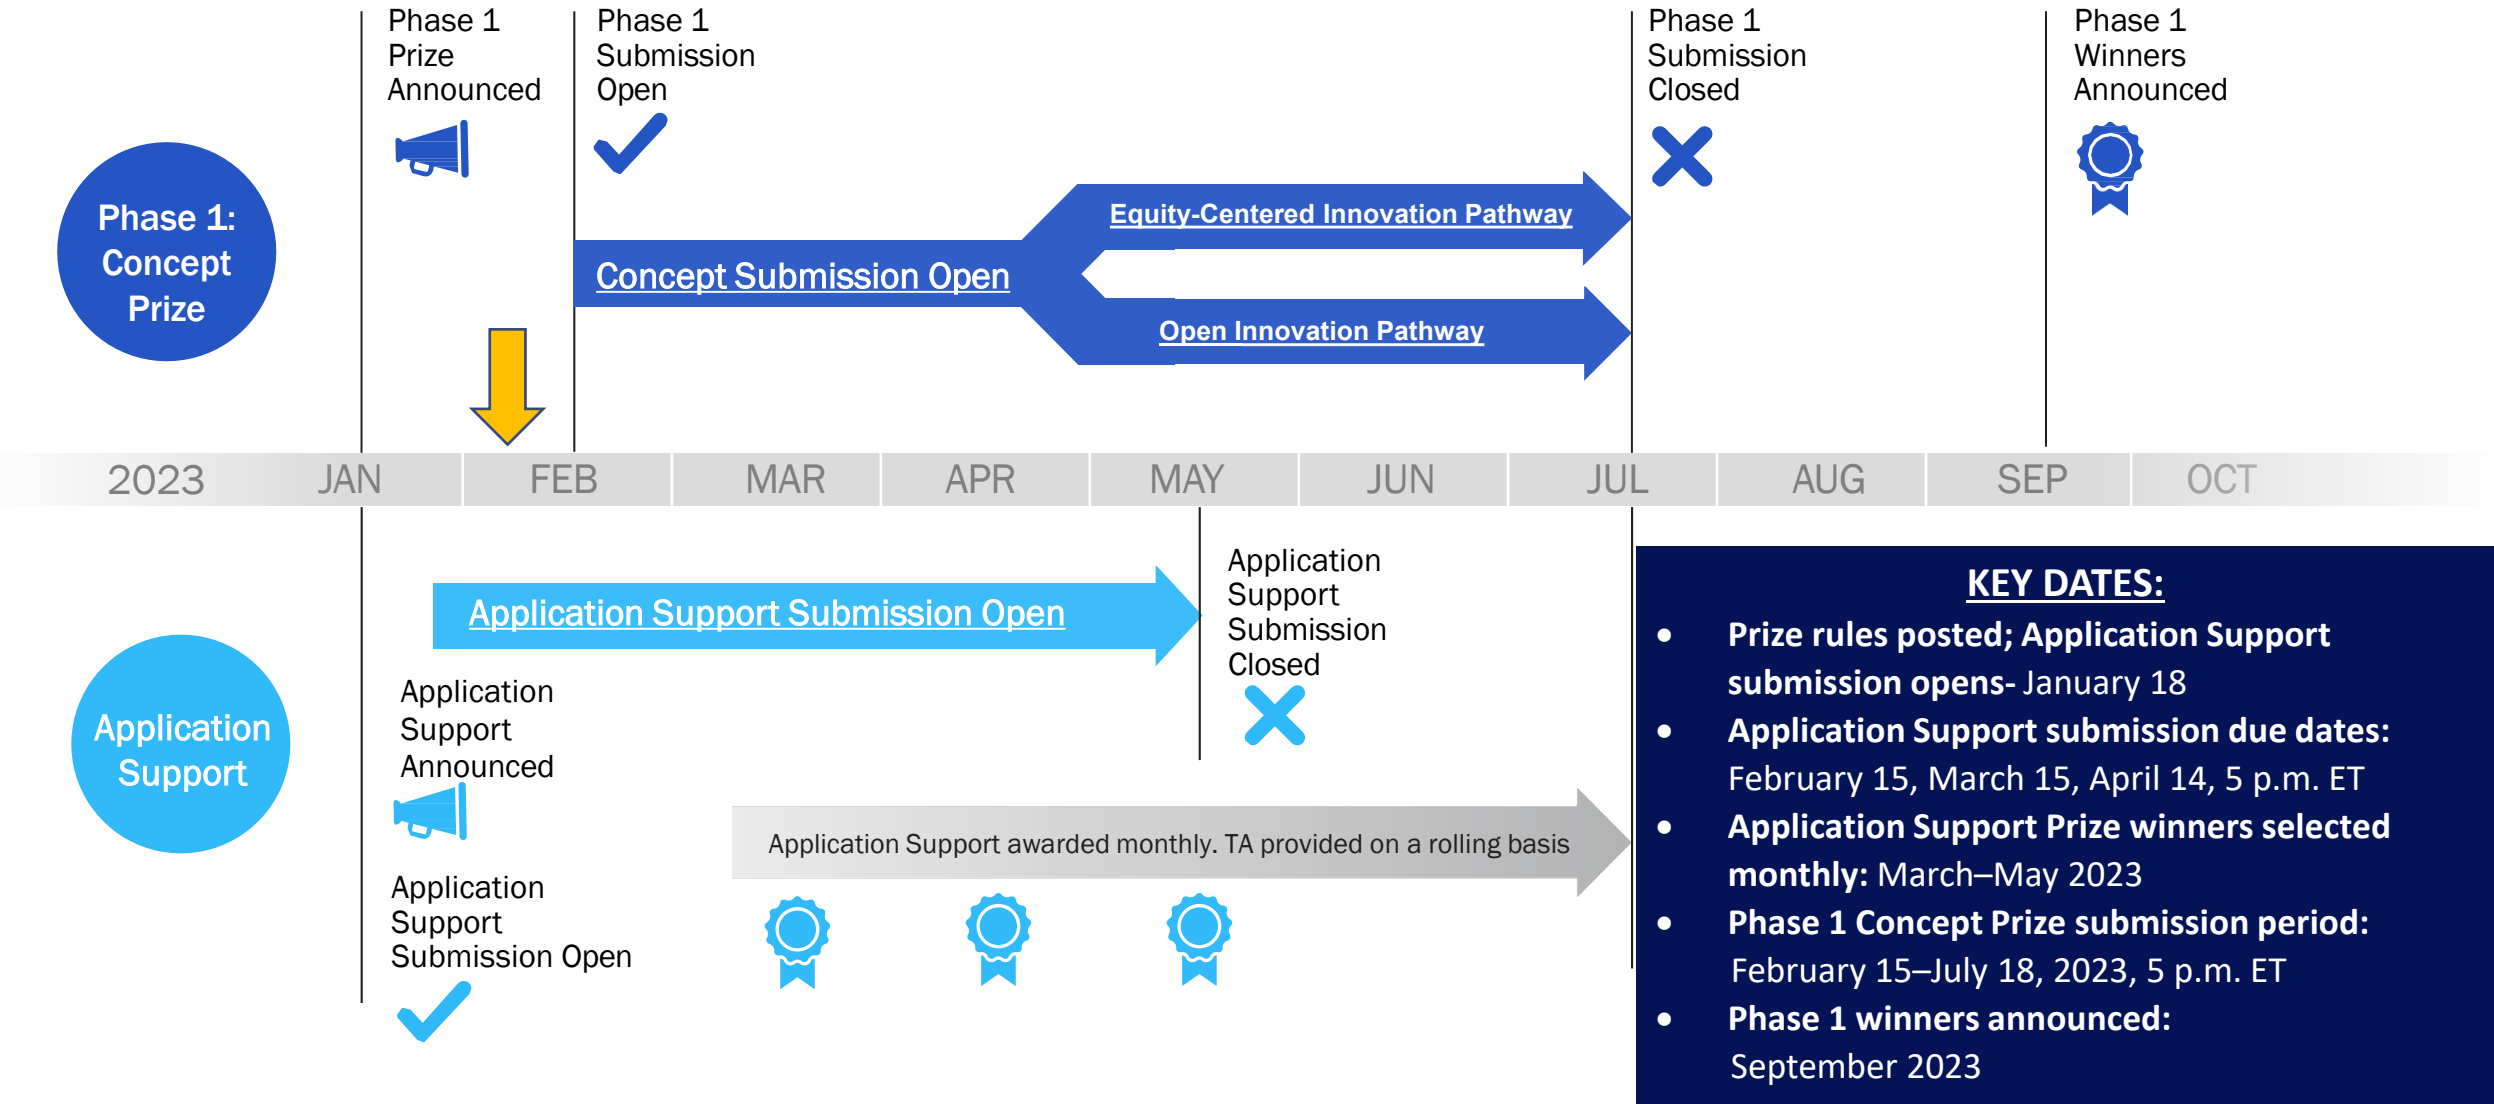 Phase 1
Prize
Announced
Phase 1
Submission
Open
Phase 1
Submission
Closed
Phase 1
Winners
Announced
Phase 1:
Concept
Prize
Equity-Centered Innovation Pathway
Concept Submission Open
Open Innovation Pathway
2023 JAN FEB MAR APR MAY JUN JUL AUG SEP OCT
Application Support Submission Open
Application
Support
Submission
Closed
Application
Support
Application
Support
Announced
Application Support awarded monthly. TA provided on a rolling basis
Application
Support
Submission Open
KEY DATES:
• Prize rules posted; Application Support
submission opens- January 18
• Application Support submission due dates:
February 15, March 15, April 14, 5 p.m. ET
• Application Support Prize winners selected
monthly: March–May 2023
• Phase 1 Concept Prize submission period:
February 15–July 18, 2023, 5 p.m. ET
• Phase 1 winners announced:
September 2023